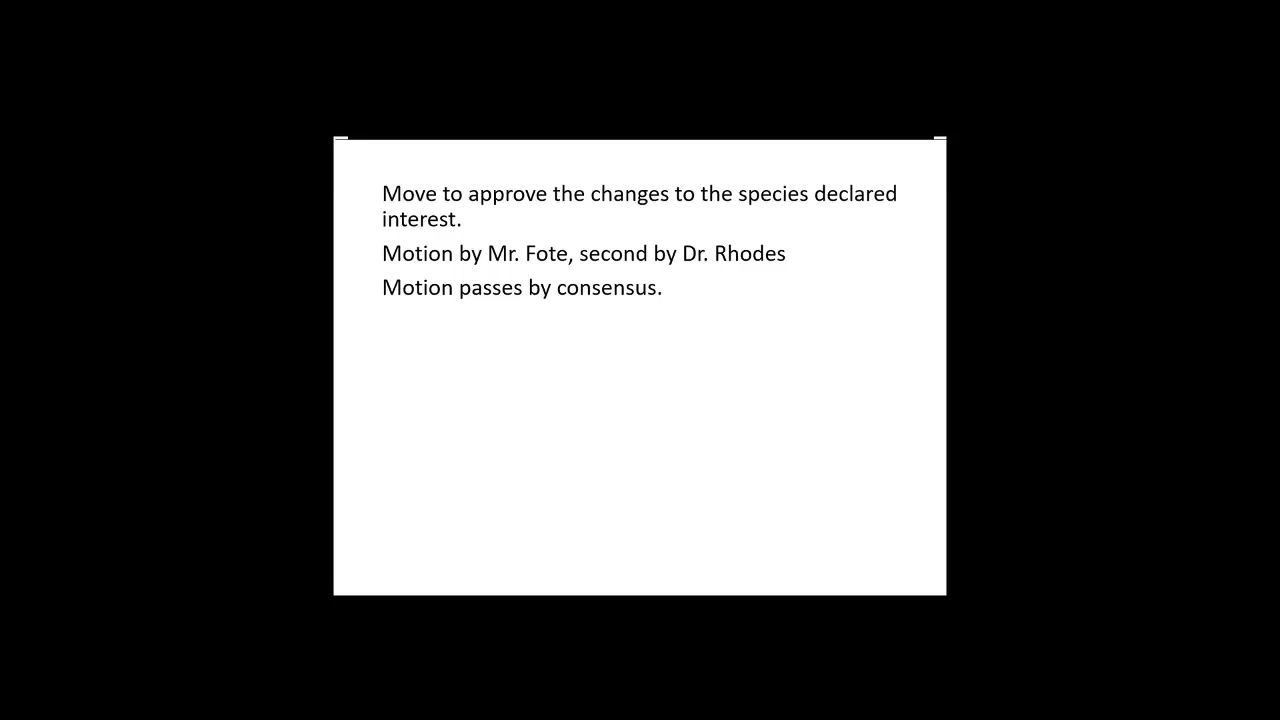 Move to approve the changes to the species declared
interest.
Motion by Mr. Fote, second by Dr. Rhodes
Motion passes by consensus.